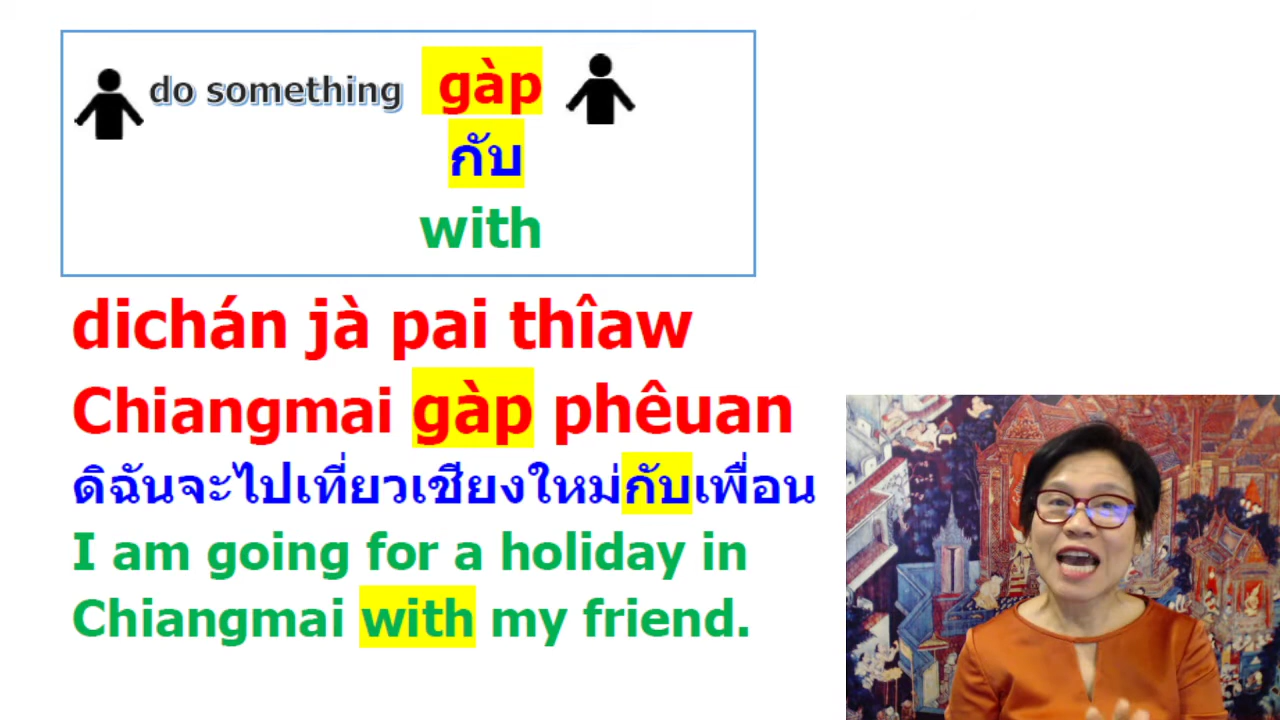 do something gàp
กับ
with
dichán jà pai thîaw
Chiangmai gàp phêuan
ดิฉันจะไปเที่ยวเชียงใหม่กับเพื่อน
I am going for a holiday in
Chiangmai with my friend.